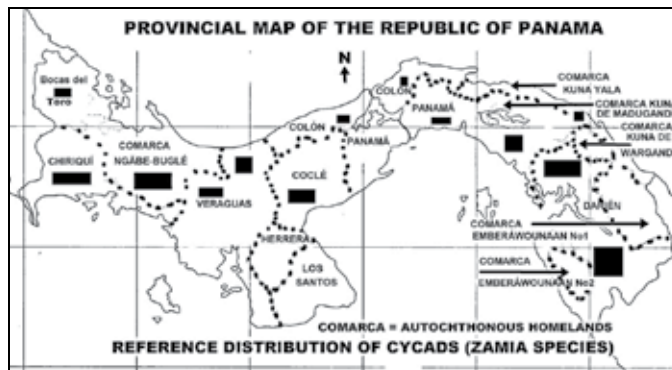 PROVINCIAL MAP OF THE REPUBLIC OF PANAMA
N
Bocas del
Toro
COLÓN
COMARCA
KUNA YALA
COMARCA KUNA
DE MADUGANDI
PANAMÁ
COLÓN
PANAMÁ
COMARCA
KUNA DE
WARGANDI
COMARCA
NGÄBE-BUGLÉ
CHIRIQUÍ
COCLÉ
VERAGUAS
DARIÉN
COMARCA
EMBERÁWOUNAAN No1
HERRERA
LOS
SANTOS
COMARCA
EMBERÁWOUNAAN No2
COMARCA = AUTOCHTHONOUS HOMELANDS
REFERENCE DISTRIBUTION OF CYCADS (ZAMIA SPECIES)